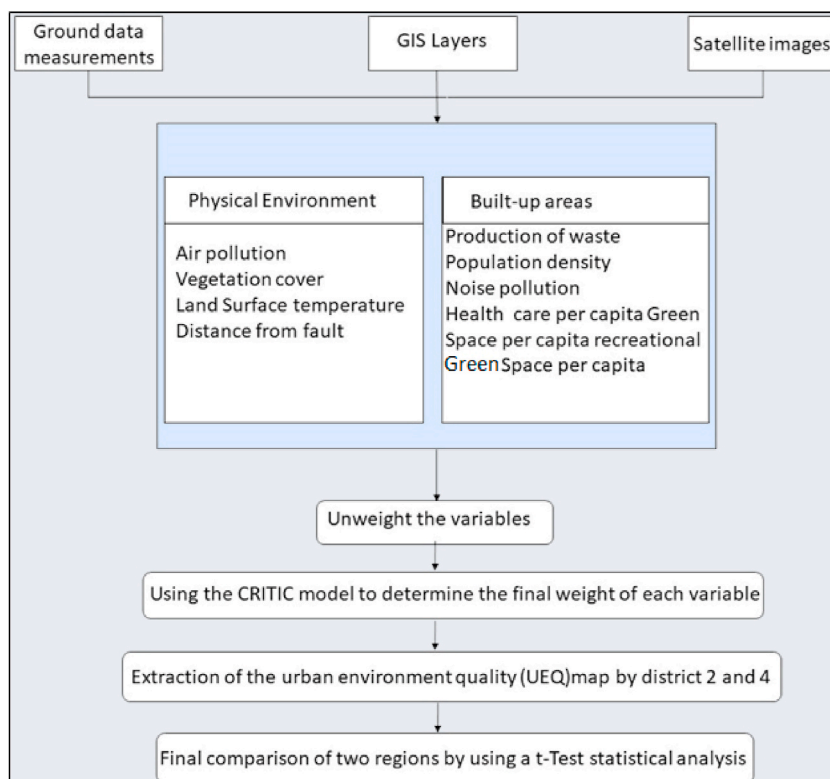 Ground data
measurements
GIS Layers
Satellite images
Physical Environment
Air pollution
Vegetation cover
Land Surface temperature
Distance from fault
Built-up areas
Production of waste
Population density
Noise pollution
Health care per capita Green
Space per capita recreational
Green Space per capita
Unweight the variables
Using the CRITIC model to determine the final weight of each variable
Extraction of the urban environment quality (UEQ)map by district 2 and 4
Final comparison of two regions by using a t-Test statistical analysis